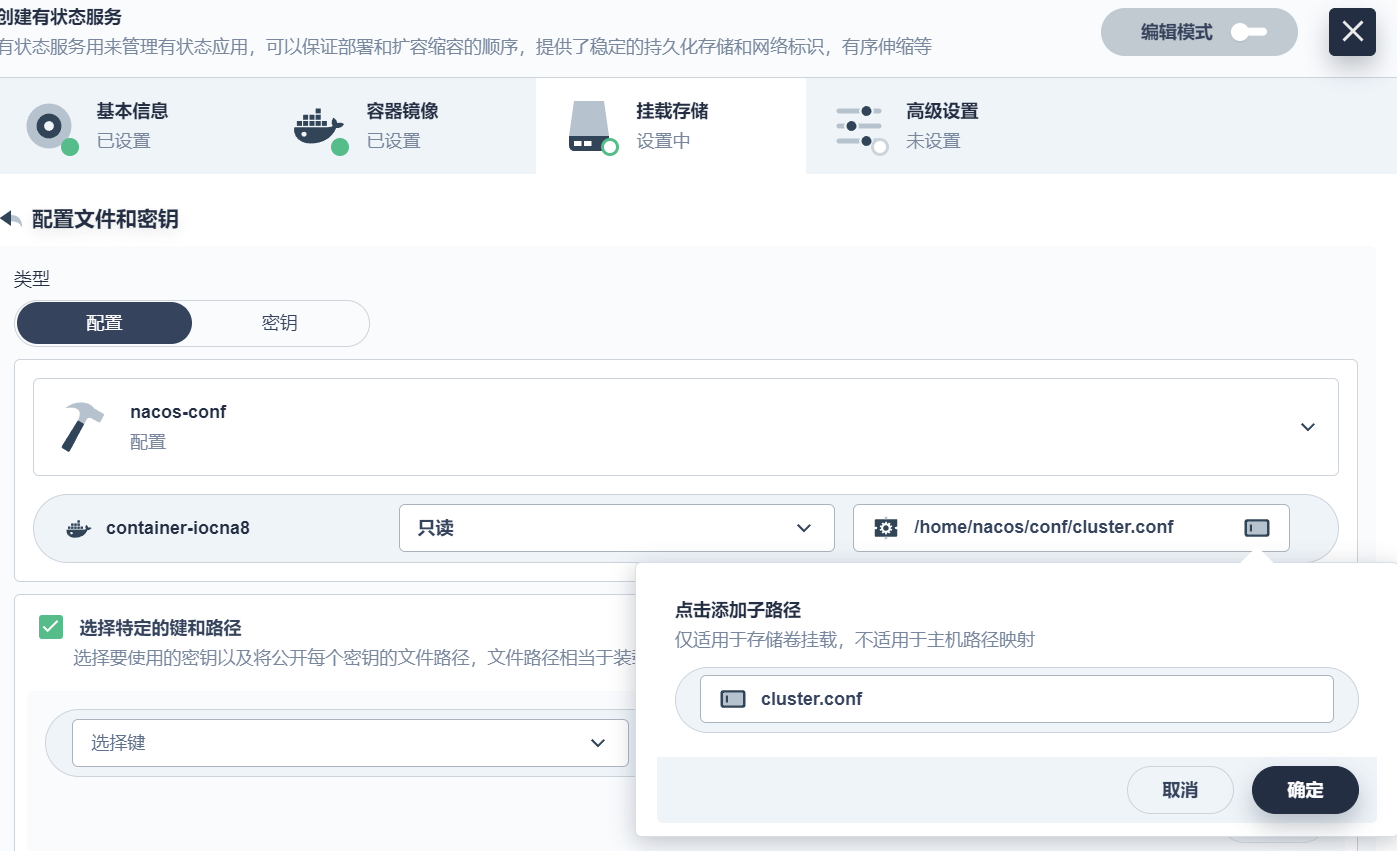 创建有状态服务
有状态服务用来管理有状态应用，可以保证部署和扩容缩容的顺序，提供了稳定的持久化存储和网络标识，有序伸缩等
编辑模式
基本信息
已设置
容器镜像
已设置
挂载存储
设置中
高级设置
未设置
配置文件和密钥
类型
配置
密钥
nacos-conf
配置
container-iocna8
只读
/home/nacos/conf/cluster.conf
选择特定的键和路径
选择要使用的密钥以及将公开每个密钥的文件路径，文件路径相当于装
选择键
点击添加子路径
仅适用于存储卷挂载，不适用于主机路径映射
cluster.conf
取消
确定